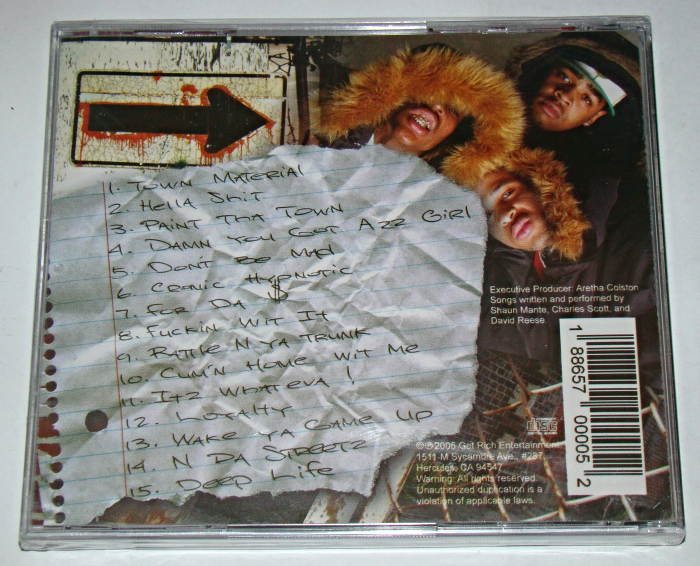 1. TOWN MATERIAL
2. HELLA SHIT
3. PAINT THA TOWN
4. DAMN YOU GOT AZZ GIRL
5. DON'T BE MAD
6. CRONIC HYPNOTIC
7. FOR DA $
8. FUCKIN WIT IT
9. RATTLE N YA TRUNK
10. CUM'N HOME WIT ME
11. ITZ WHATEVA !
12. LOYALTY
13. WAKE YA GAME UP
14. N DA STREETZ
15. DEEP LIFE
Executive Producer: Aretha Colston
Songs written and performed by
Shaun Mante, Charles Scott, and
David Reese.
℗©2005 Get Rich Entertainment
1511-M Sycamore Ave., #287,
Hercules, CA 94547
Warning: All rights reserved.
Unauthorized duplication is a
violation of applicable laws.
1 88657 00005 2